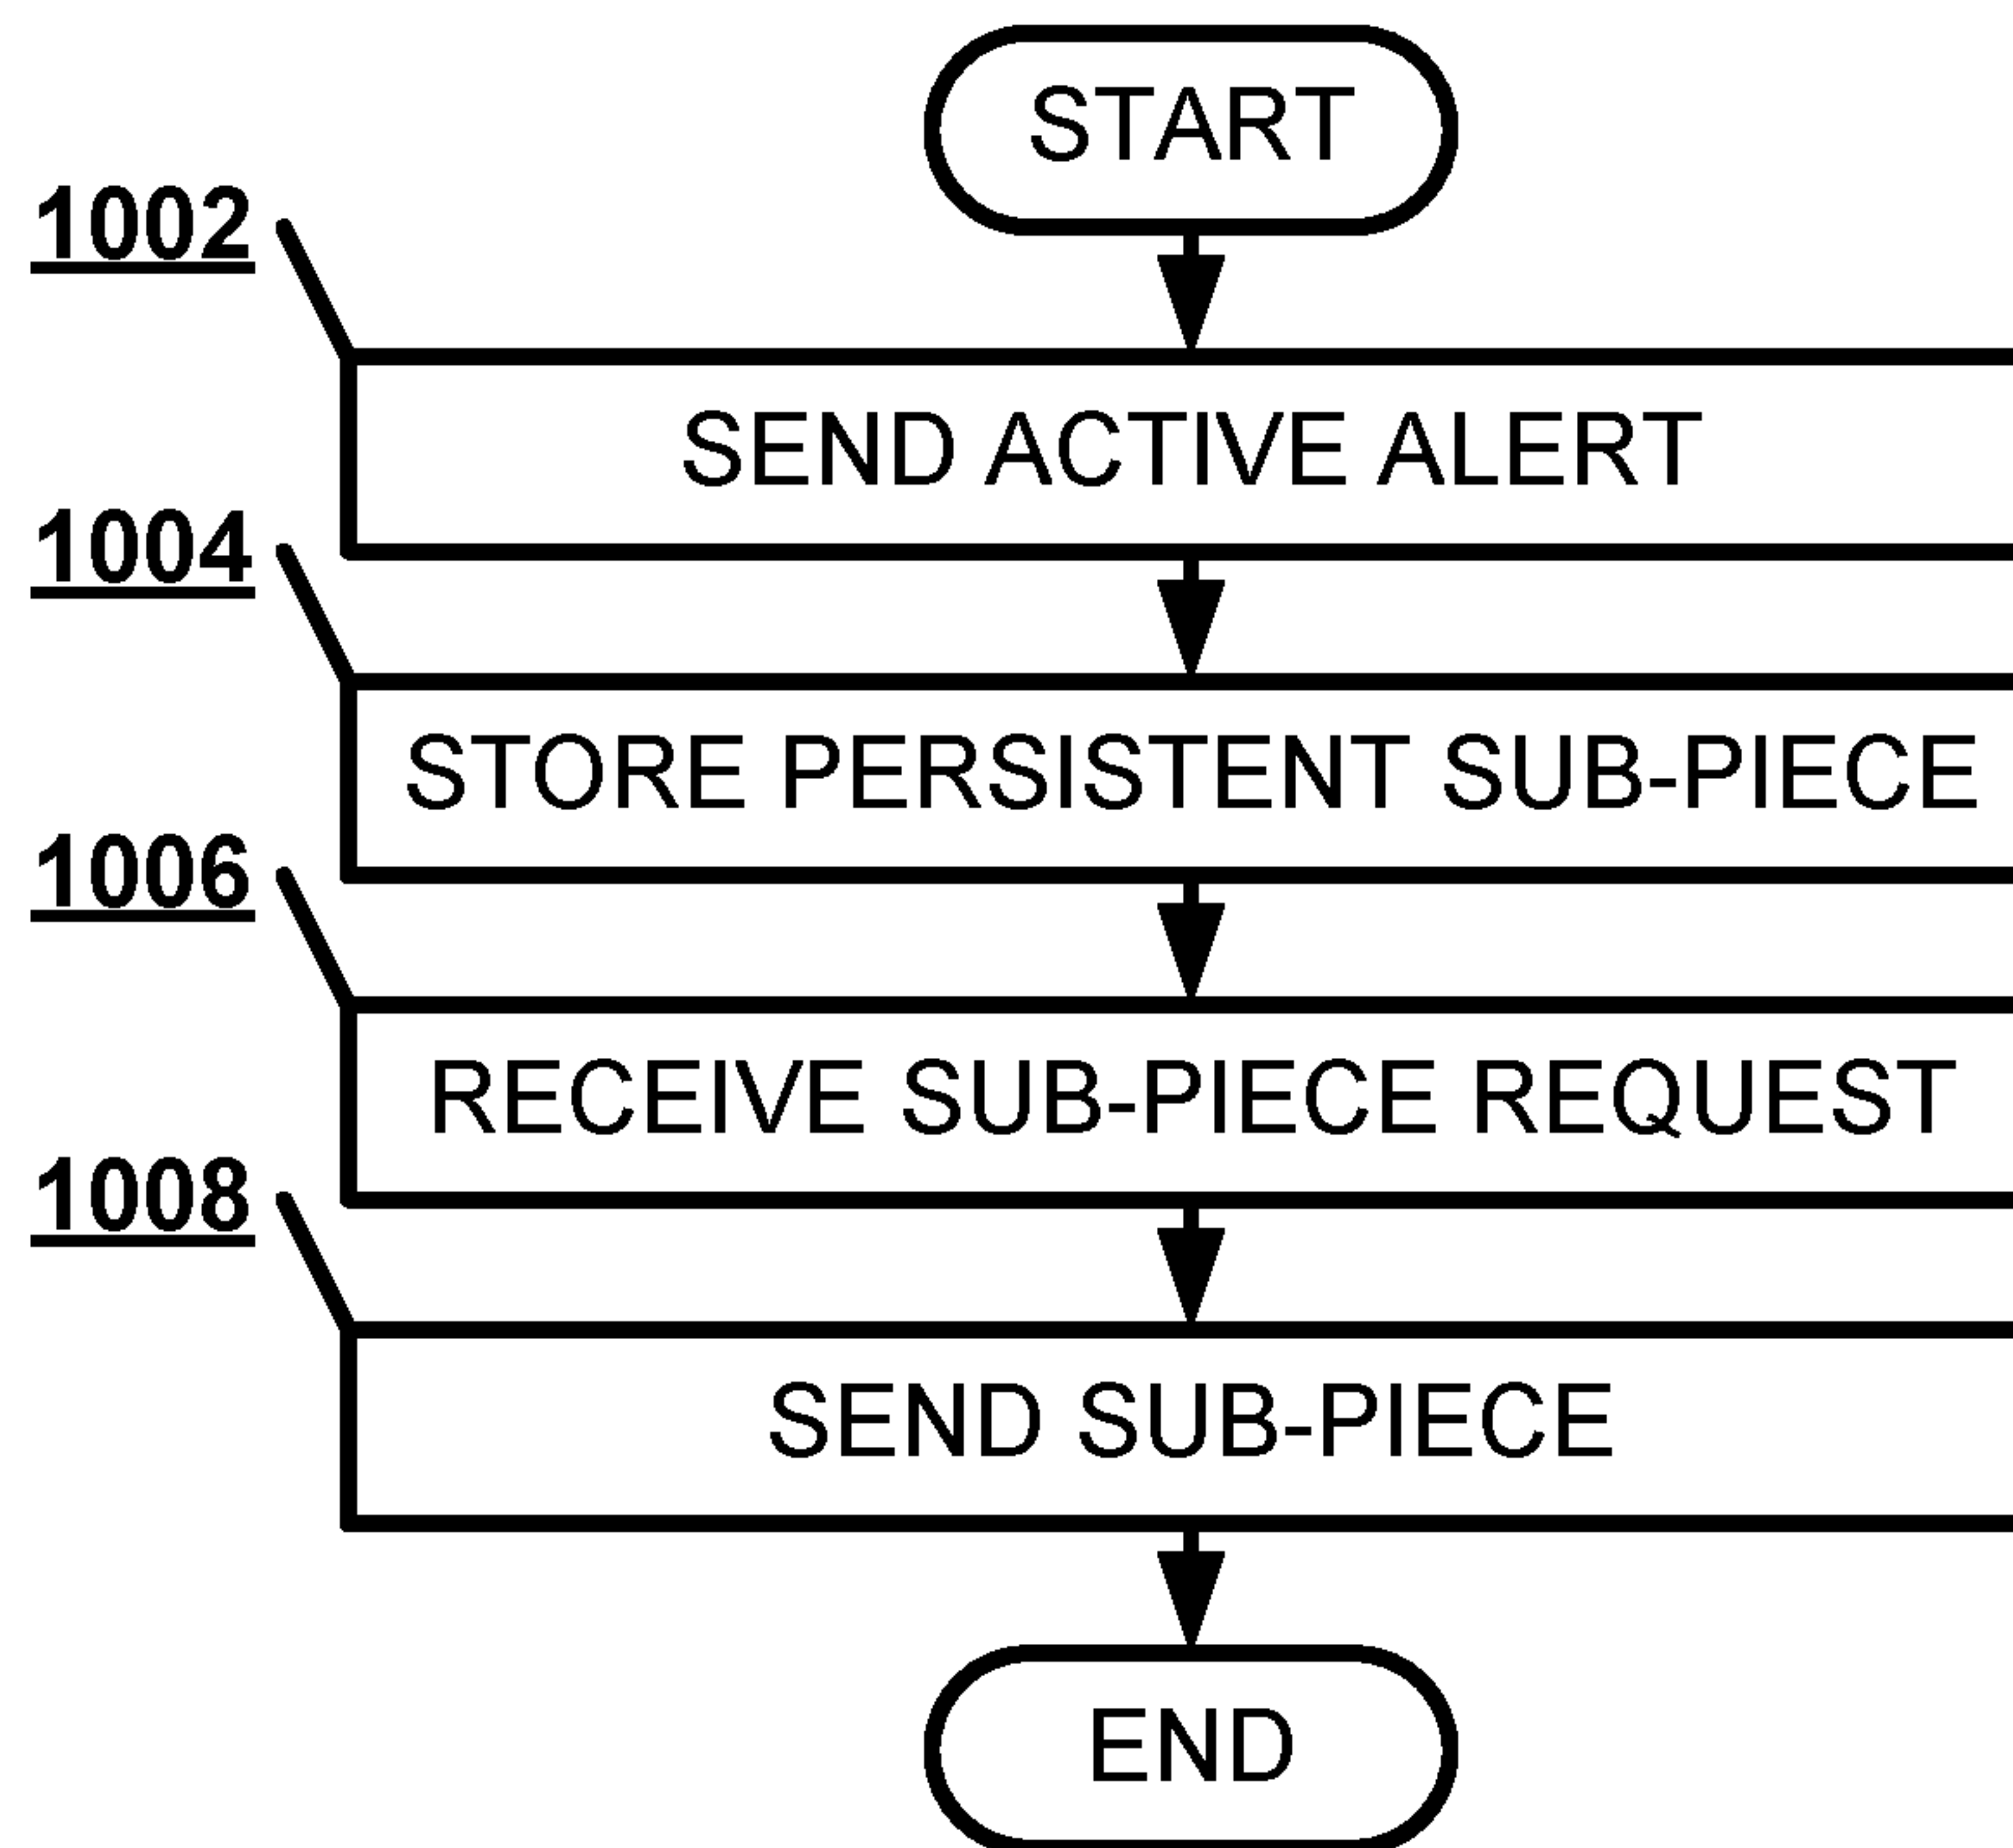 START
1002
SEND ACTIVE ALERT
1004
STORE PERSISTENT SUB-PIECE
1006
RECEIVE SUB-PIECE REQUEST
1008
SEND SUB-PIECE
END